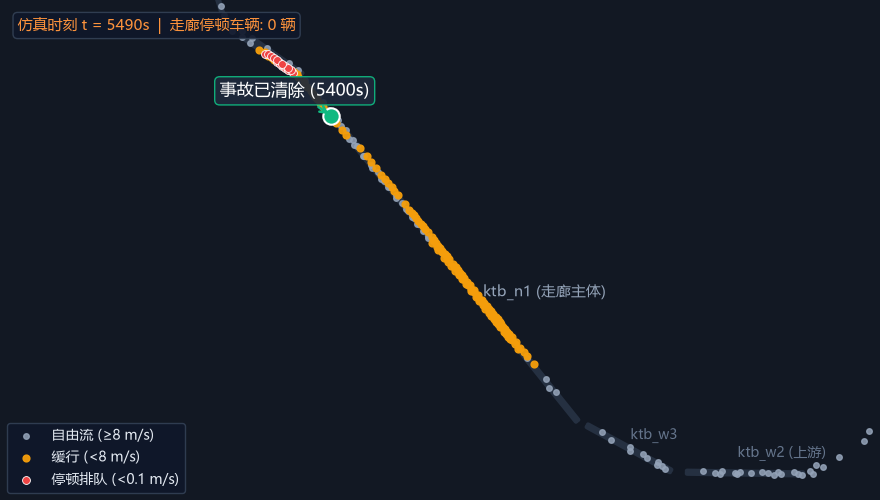 仿真时刻 t = 5490s | 走廊停顿车辆: 0 辆
事故已清除 (5400s)
ktb_n1 (走廊主体)
ktb_w3
ktb_w2 (上游)
自由流 (≥8 m/s)
缓行 (<8 m/s)
停顿排队 (<0.1 m/s)